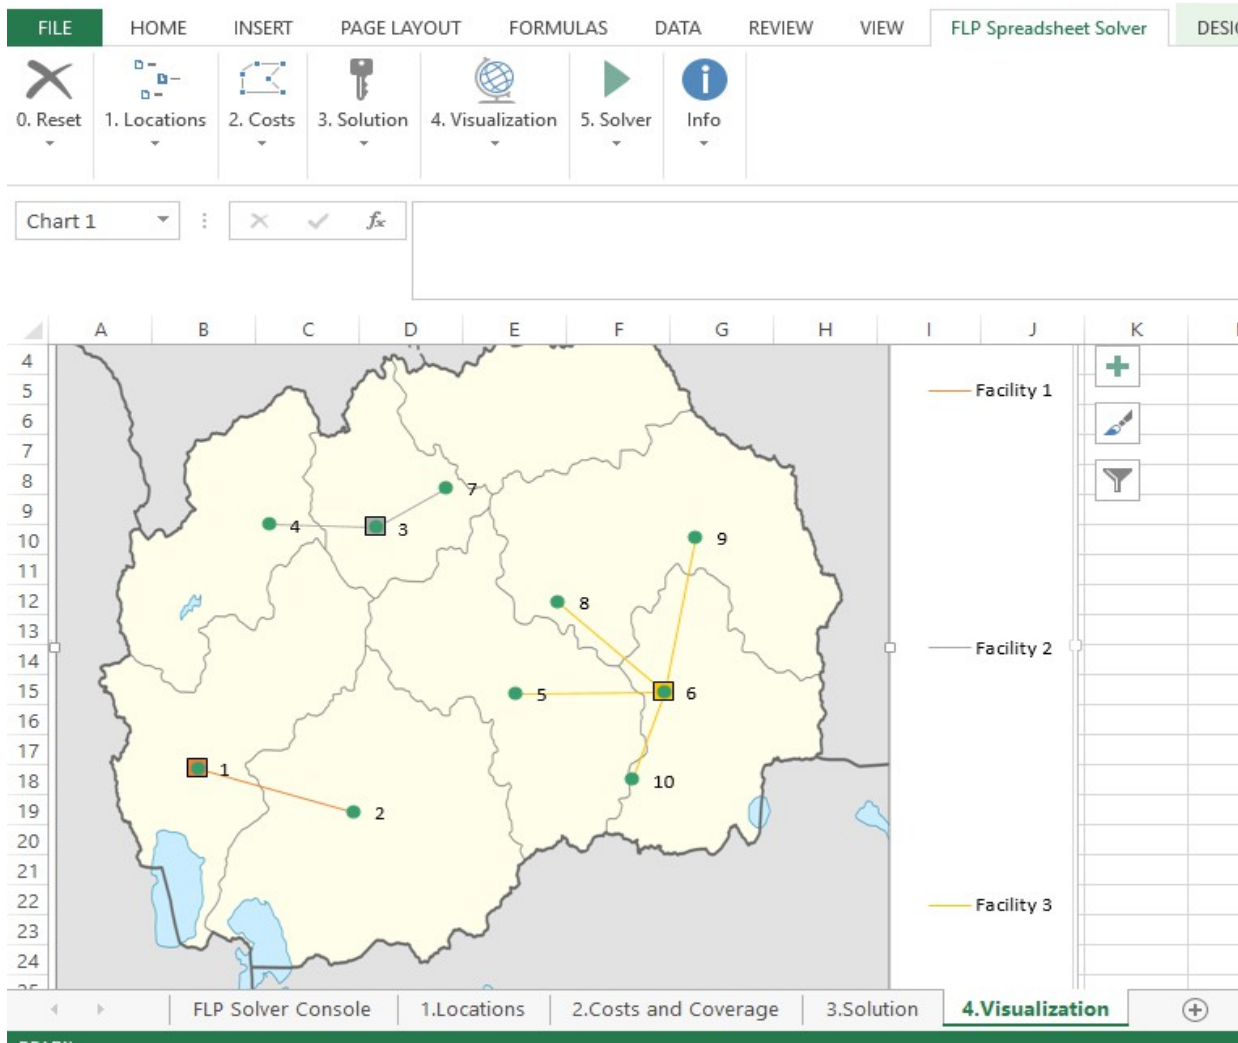 FILE HOME INSERT PAGE LAYOUT FORMULAS DATA REVIEW VIEW FLP Spreadsheet Solver
0. Reset 1. Locations 2. Costs 3. Solution 4. Visualization 5. Solver Info
Chart 1 fx
A B C D E F G H I J K
4
5 Facility 1
6
7
8 7
9 4 3
10 9
11
12 8
13
14 Facility 2
15 5 6
16
17
18 1 10
19 2
20
21
22
23 Facility 3
24
FLP Solver Console 1.Locations 2.Costs and Coverage 3.Solution 4.Visualization